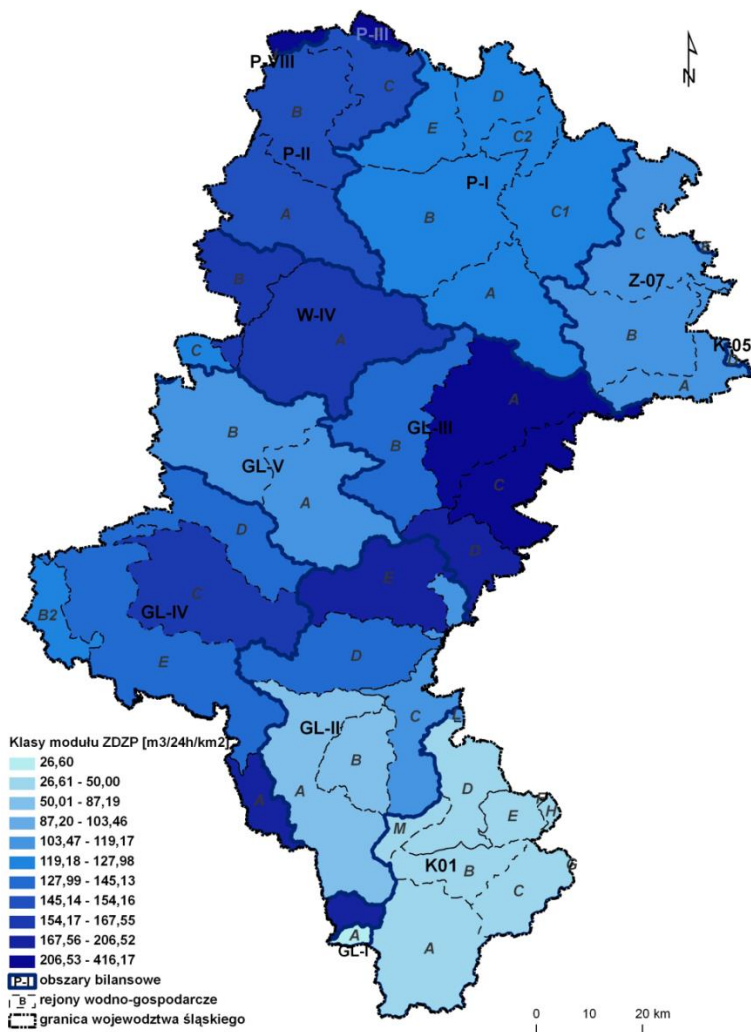 P-III
P-VIII
N
C
B
D
E
C2
P-II
P-I
A
B
C1
C
B
Z-07
W-IV
A
A
B
C
K-05
A
A
B
GL-III
B
GL-V
C
A
D
D
E
C
B2
GL-IV
D
E
Klasy modułu ZDZP [m3/24h/km2]
26,60
26,61 - 50,00
50,01 - 87,19
87,20 - 103,46
103,47 - 119,17
119,18 - 127,98
127,99 - 145,13
145,14 - 154,16
154,17 - 167,55
167,56 - 206,52
206,53 - 416,17
P-I obszary bilansowe
B rejony wodno-gospodarcze
granica wojewodztwa śląskiego
GL-II
C
B
A
A
D
E
H
M
K01
B
C
G
A
A
GL-I
0 10 20 km